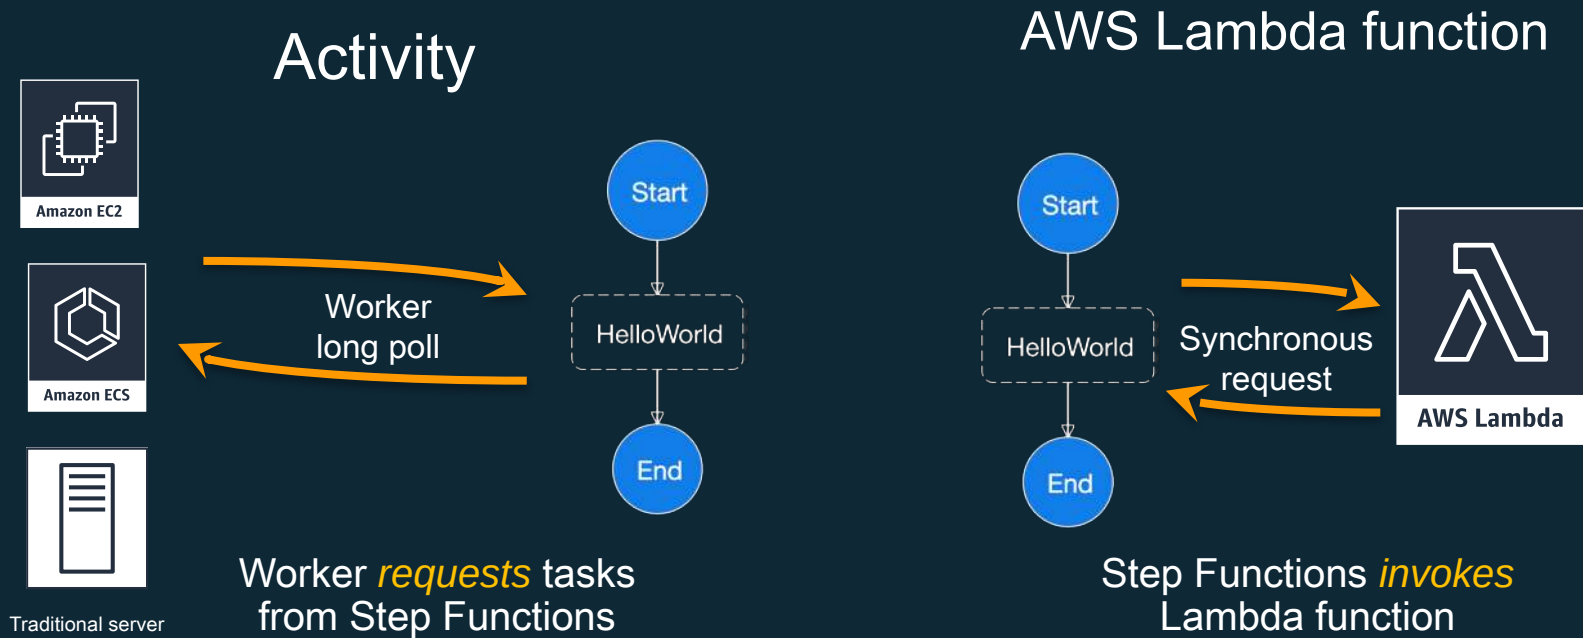 Activity
Amazon EC2
Amazon ECS
Traditional server
Worker
long poll
Start
HelloWorld
End
Worker requests tasks
from Step Functions
AWS Lambda function
Start
HelloWorld
End
Synchronous
request
AWS Lambda
Step Functions invokes
Lambda function